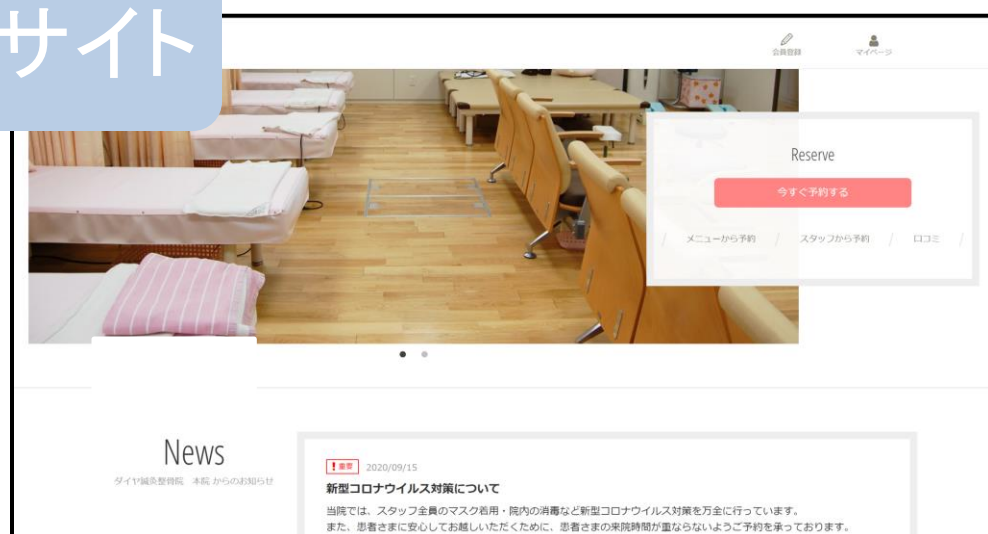 サイト
会員登録
マイページ
Reserve
今すぐ予約する
/ メニューから予約 / スタッフから予約 / 口コミ /
News
ダイヤ鍼灸整骨院 本院 からのお知らせ
! 重要 2020/09/15
新型コロナウイルス対策について
当院では、スタッフ全員のマスク着用・院内の消毒など新型コロナウイルス対策を万全に行っています。
また、患者さまに安心してお越しいただくために、患者さまの来院時間が重ならないようご予約を承っております。